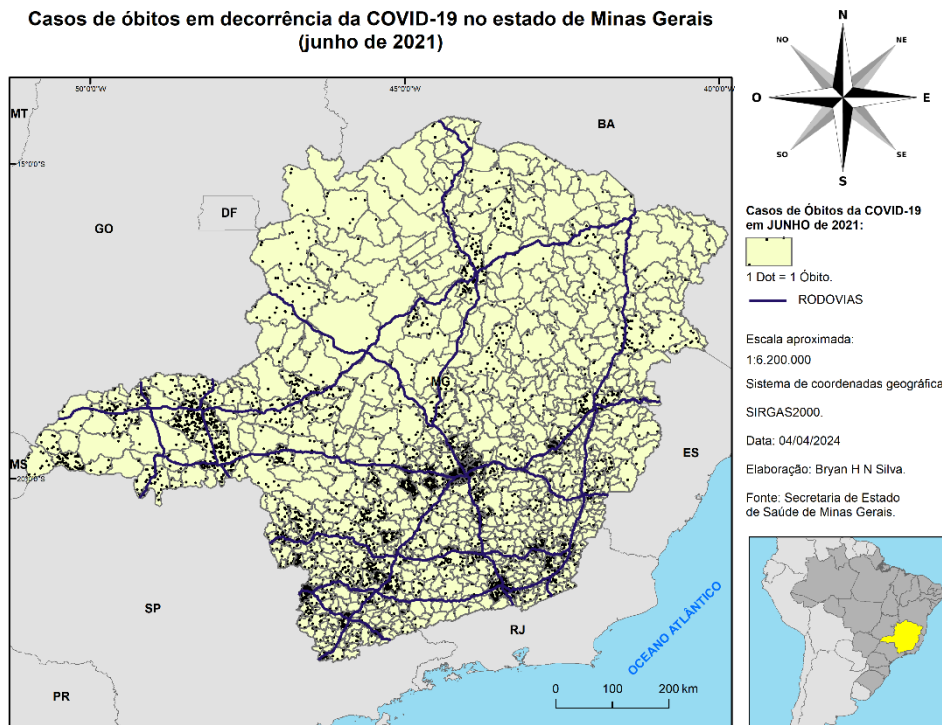 Casos de óbitos em decorrência da COVID-19 no estado de Minas Gerais
(junho de 2021)
N
NO
NE
O
E
SO
SE
S
50°0'0"W
45°0'0"W
40°0'0"W
MT
BA
15°0'0"S
DF
GO
MG
MS
20°0'0"S
ES
SP
RJ
PR
OCEANO ATLÂNTICO
0 100 200 km
Casos de Óbitos da COVID-19
em JUNHO de 2021:
1 Dot = 1 Óbito.
RODOVIAS
Escala aproximada:
1:6.200.000
Sistema de coordenadas geográfica
SIRGAS2000.
Data: 04/04/2024
Elaboração: Bryan H N Silva.
Fonte: Secretaria de Estado
de Saúde de Minas Gerais.